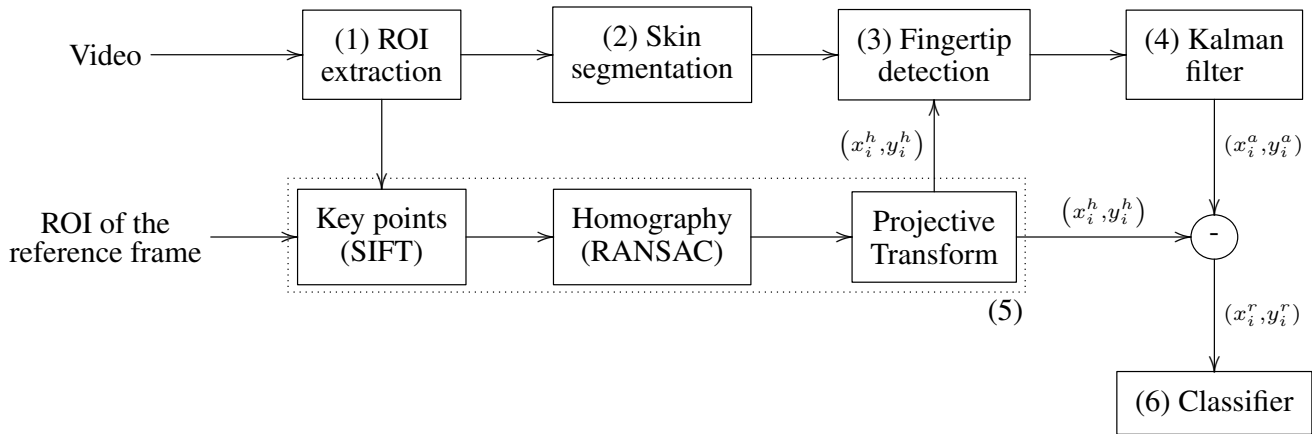 Video
(1) ROI
extraction
(2) Skin
segmentation
(3) Fingertip
detection
(4) Kalman
filter
(x_i^h, y_i^h)
(x_i^a, y_i^a)
ROI of the
reference frame
Key points
(SIFT)
Homography
(RANSAC)
Projective
Transform
(x_i^h, y_i^h)
-
(5)
(x_i^r, y_i^r)
(6) Classifier